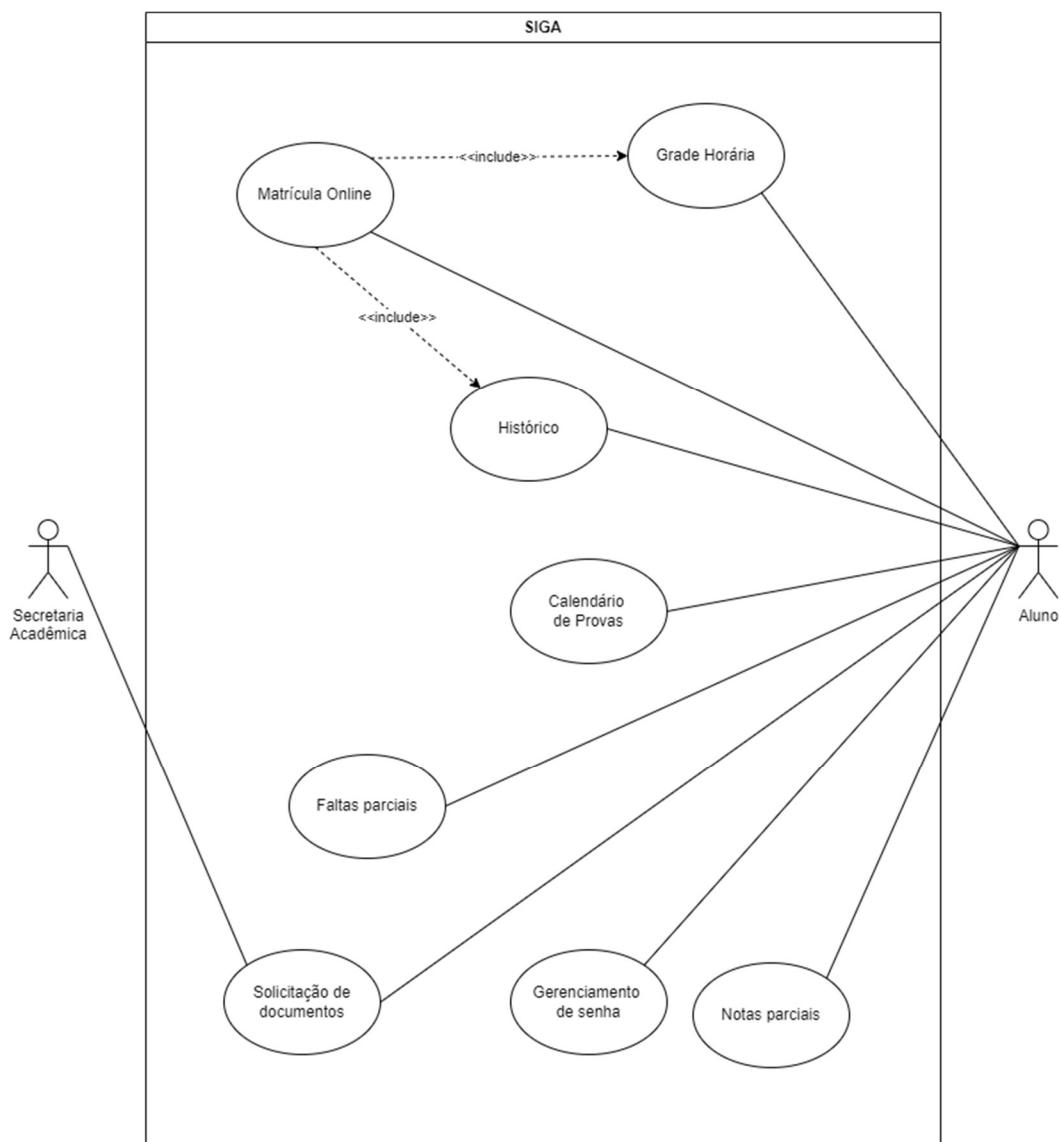 SIGA
<<include>>
Grade Horária
Matrícula Online
<<include>>
Histórico
Secretaria
Acadêmica
Calendário
de Provas
Aluno
Faltas parciais
Solicitação de
documentos
Gerenciamento
de senha
Notas parciais